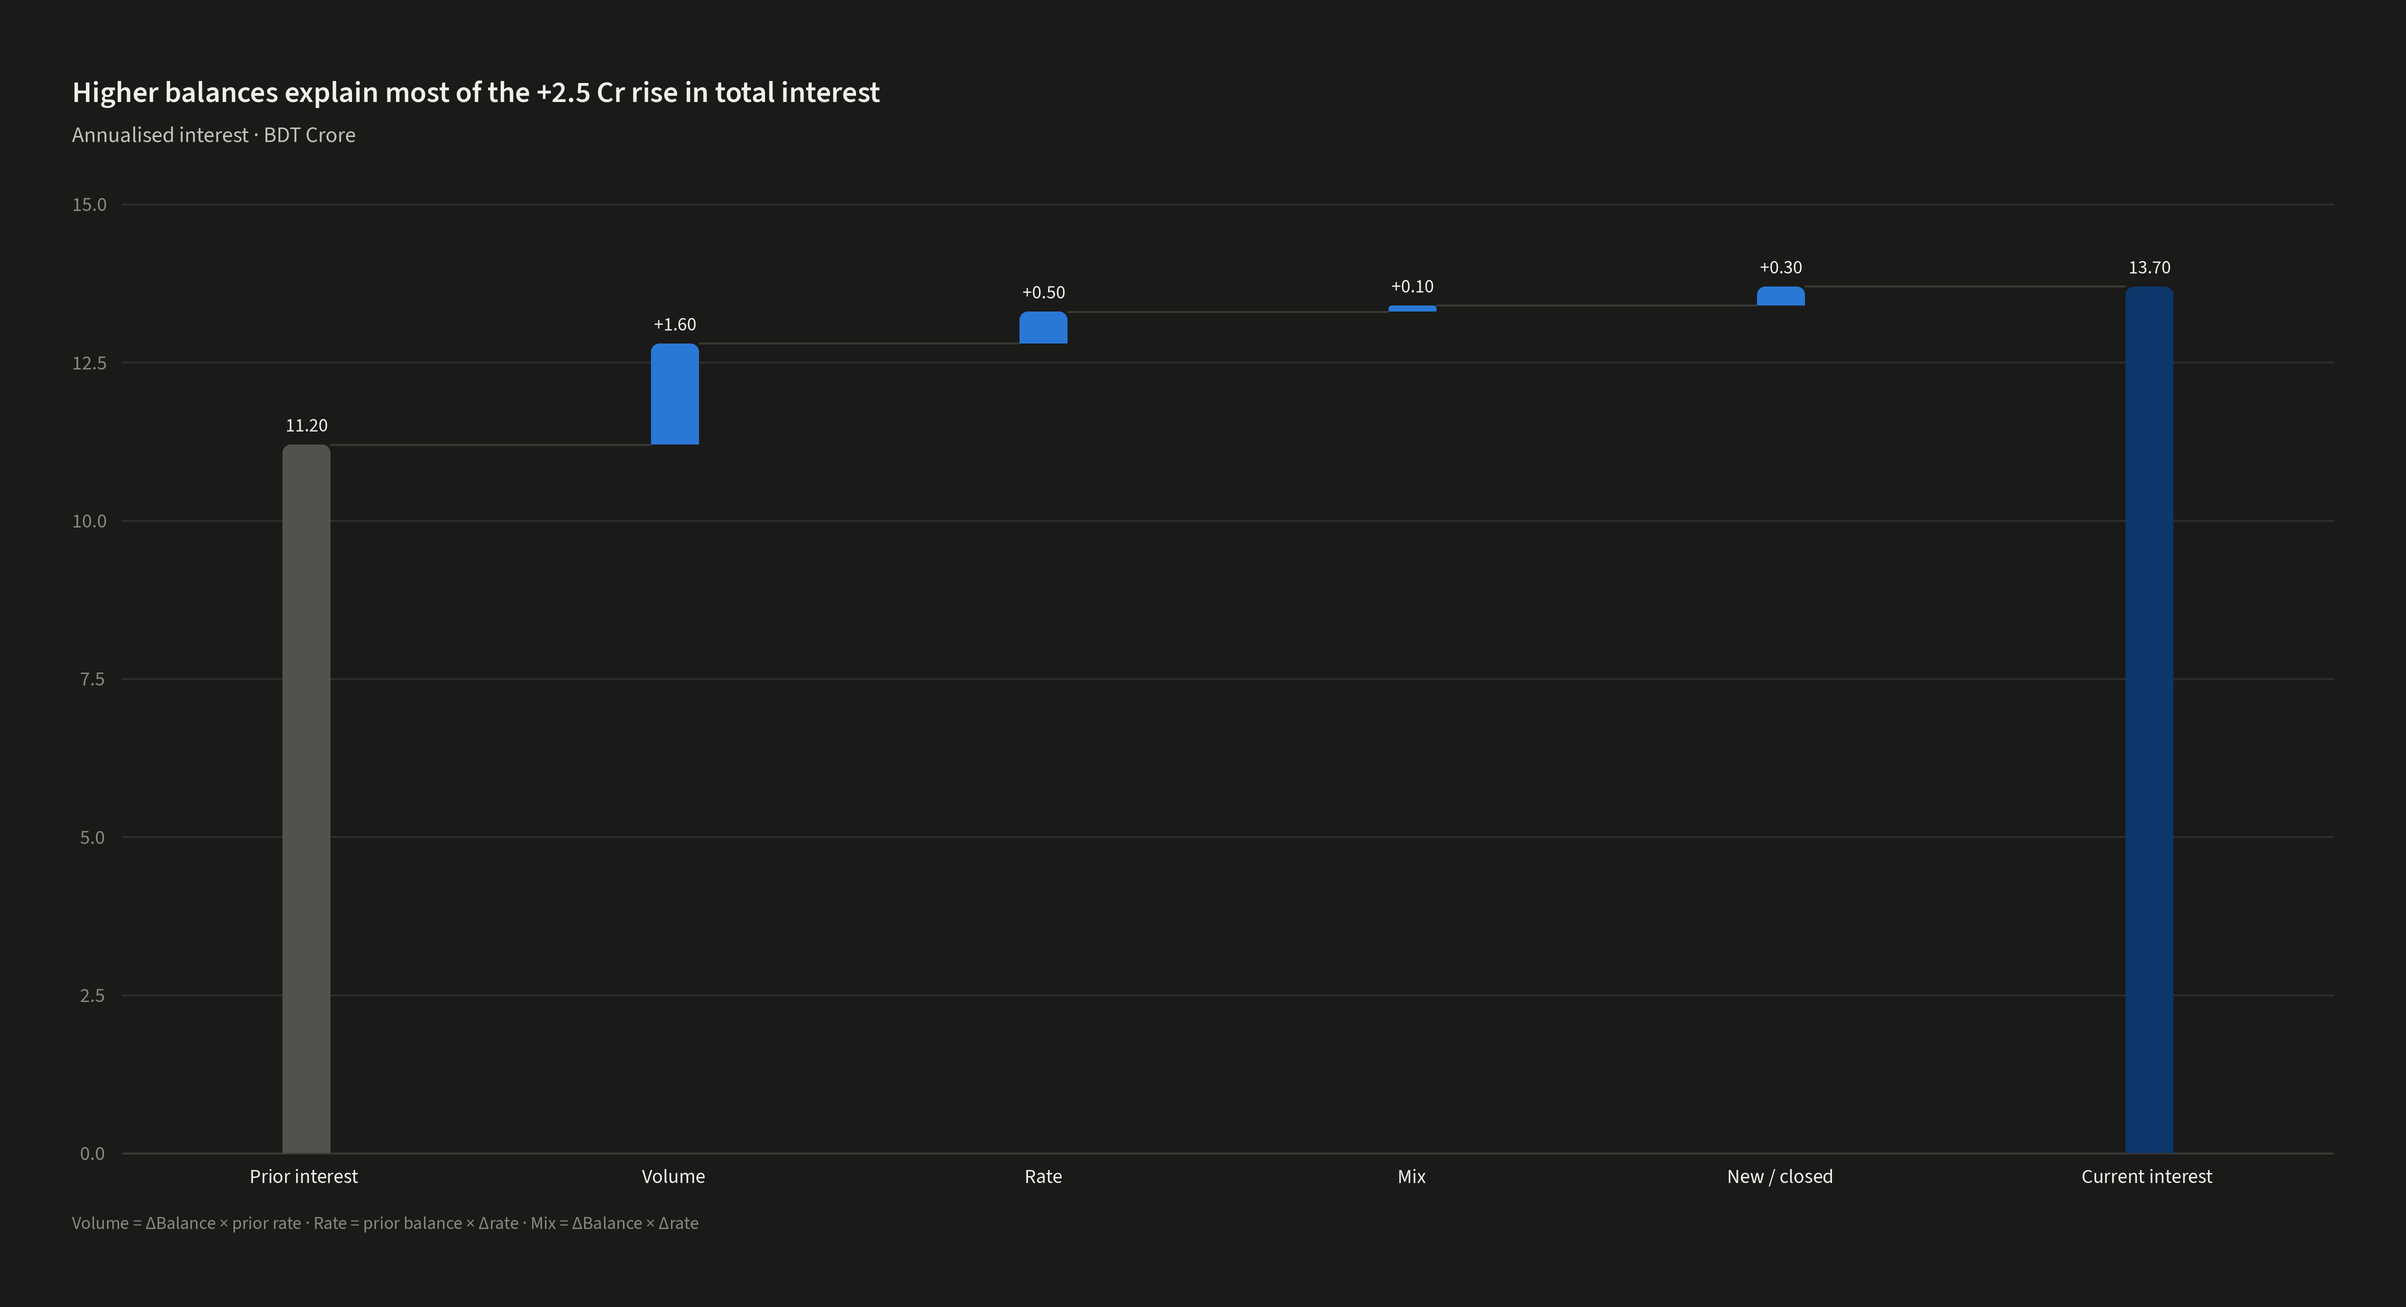 Higher balances explain most of the +2.5 Cr rise in total interest
Annualised interest · BDT Crore
15.0
12.5
10.0
7.5
5.0
2.5
0.0
11.20
+1.60
+0.50
+0.10
+0.30
13.70
Prior interest
Volume
Rate
Mix
New / closed
Current interest
Volume = ΔBalance × prior rate · Rate = prior balance × Δrate · Mix = ΔBalance × Δrate